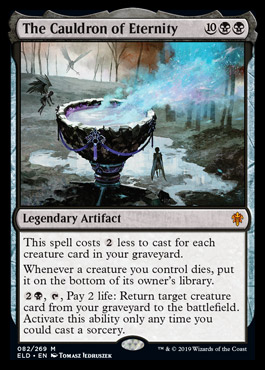 The Cauldron of Eternity 10
Legendary Artifact
This spell costs 2 less to cast for each
creature card in your graveyard.
Whenever a creature you control dies, put
it on the bottom of its owner's library.
2, , Pay 2 life: Return target creature
card from your graveyard to the battlefield.
Activate this ability only any time you
could cast a sorcery.
082/269 M
ELD • EN Tomasz Jedruszek ™ & © 2019 Wizards of the Coast